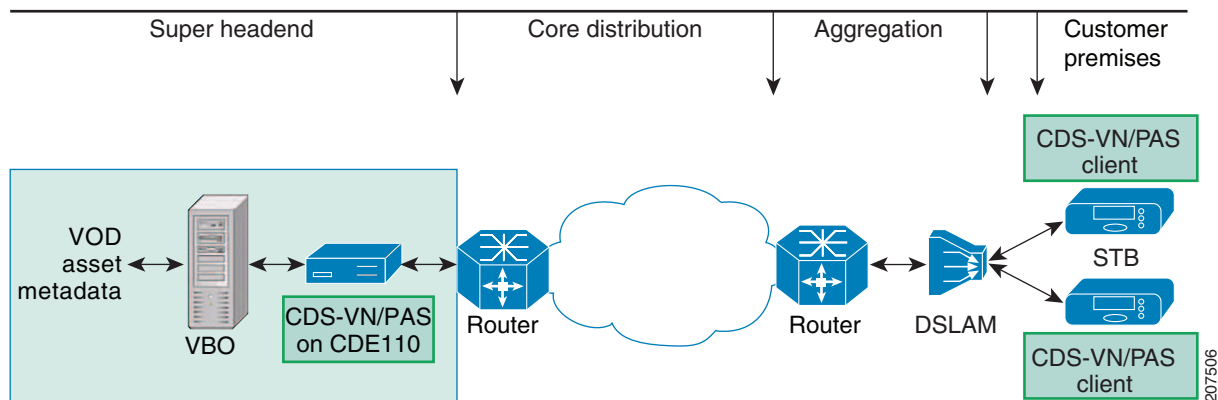 Super headend
Core distribution
Aggregation
Customer
premises
CDS-VN/PAS
client
VOD
asset
metadata
VBO
CDS-VN/PAS
on CDE110
Router
Router
DSLAM
STB
CDS-VN/PAS
client
207506